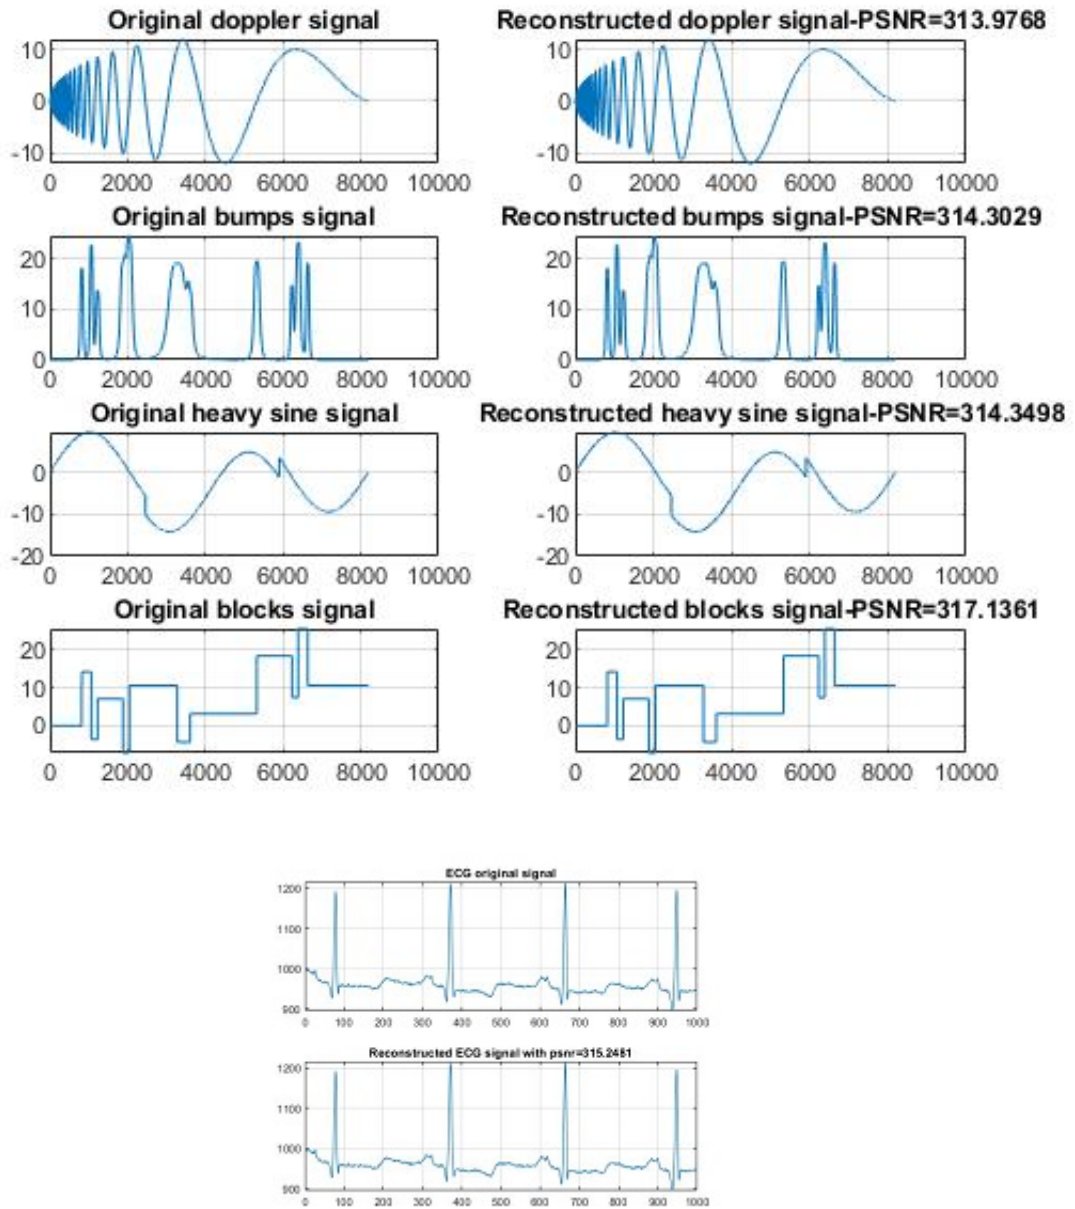 Original doppler signal
Reconstructed doppler signal-PSNR=313.9768
10
0
-10
0 2000 4000 6000 8000 10000
10
0
-10
0 2000 4000 6000 8000 10000
Original bumps signal
Reconstructed bumps signal-PSNR=314.3029
20
10
0
0 2000 4000 6000 8000 10000
20
10
0
0 2000 4000 6000 8000 10000
Original heavy sine signal
Reconstructed heavy sine signal-PSNR=314.3498
0
-10
-20
0 2000 4000 6000 8000 10000
0
-10
-20
0 2000 4000 6000 8000 10000
Original blocks signal
Reconstructed blocks signal-PSNR=317.1361
20
10
0
0 2000 4000 6000 8000 10000
20
10
0
0 2000 4000 6000 8000 10000
ECG original signal
1200
1100
1000
900
0 100 200 300 400 500 600 700 800 900 1000
Reconstructed ECG signal with psnr=315.2481
1200
1100
1000
900
0 100 200 300 400 500 600 700 800 900 1000